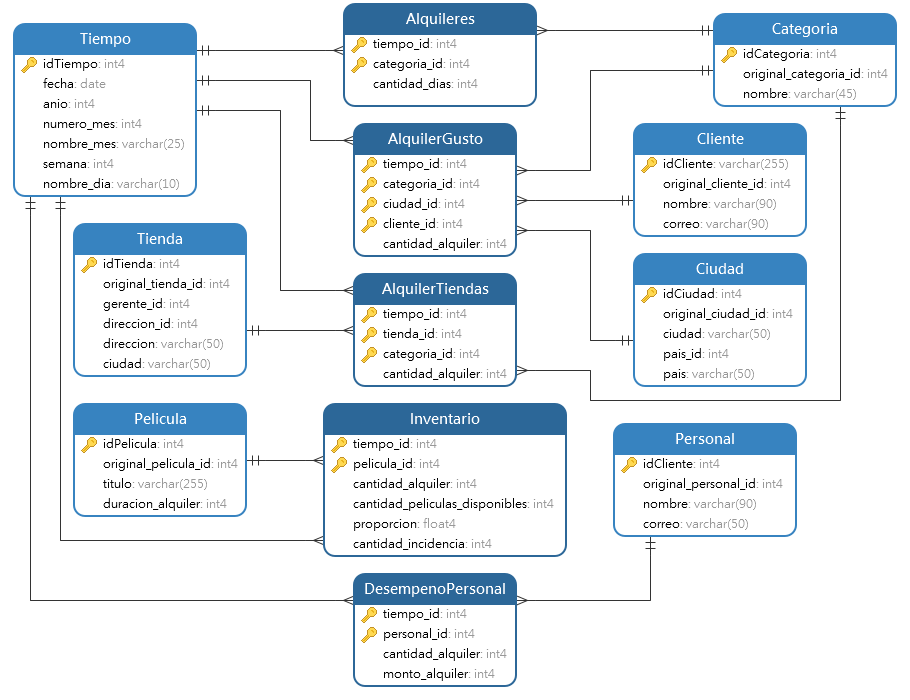 Tiempo
idTiempo: int4
fecha: date
anio: int4
numero_mes: int4
nombre_mes: varchar(25)
semana: int4
nombre_dia: varchar(10)
Alquileres
tiempo_id: int4
categoria_id: int4
cantidad_dias: int4
Categoria
idCategoria: int4
original_categoria_id: int4
nombre: varchar(45)
AlquilerGusto
tiempo_id: int4
categoria_id: int4
ciudad_id: int4
cliente_id: int4
cantidad_alquiler: int4
Cliente
idCliente: varchar(255)
original_cliente_id: int4
nombre: varchar(90)
correo: varchar(90)
Tienda
idTienda: int4
original_tienda_id: int4
gerente_id: int4
direccion_id: int4
direccion: varchar(50)
ciudad: varchar(50)
AlquilerTiendas
tiempo_id: int4
tienda_id: int4
categoria_id: int4
cantidad_alquiler: int4
Ciudad
idCiudad: int4
original_ciudad_id: int4
ciudad: varchar(50)
pais_id: int4
pais: varchar(50)
Pelicula
idPelicula: int4
original_pelicula_id: int4
titulo: varchar(255)
duracion_alquiler: int4
Inventario
tiempo_id: int4
pelicula_id: int4
cantidad_alquiler: int4
cantidad_peliculas_disponibles: int4
proporcion: float4
cantidad_incidencia: int4
Personal
idCliente: int4
original_personal_id: int4
nombre: varchar(90)
correo: varchar(50)
DesempenoPersonal
tiempo_id: int4
personal_id: int4
cantidad_alquiler: int4
monto_alquiler: int4